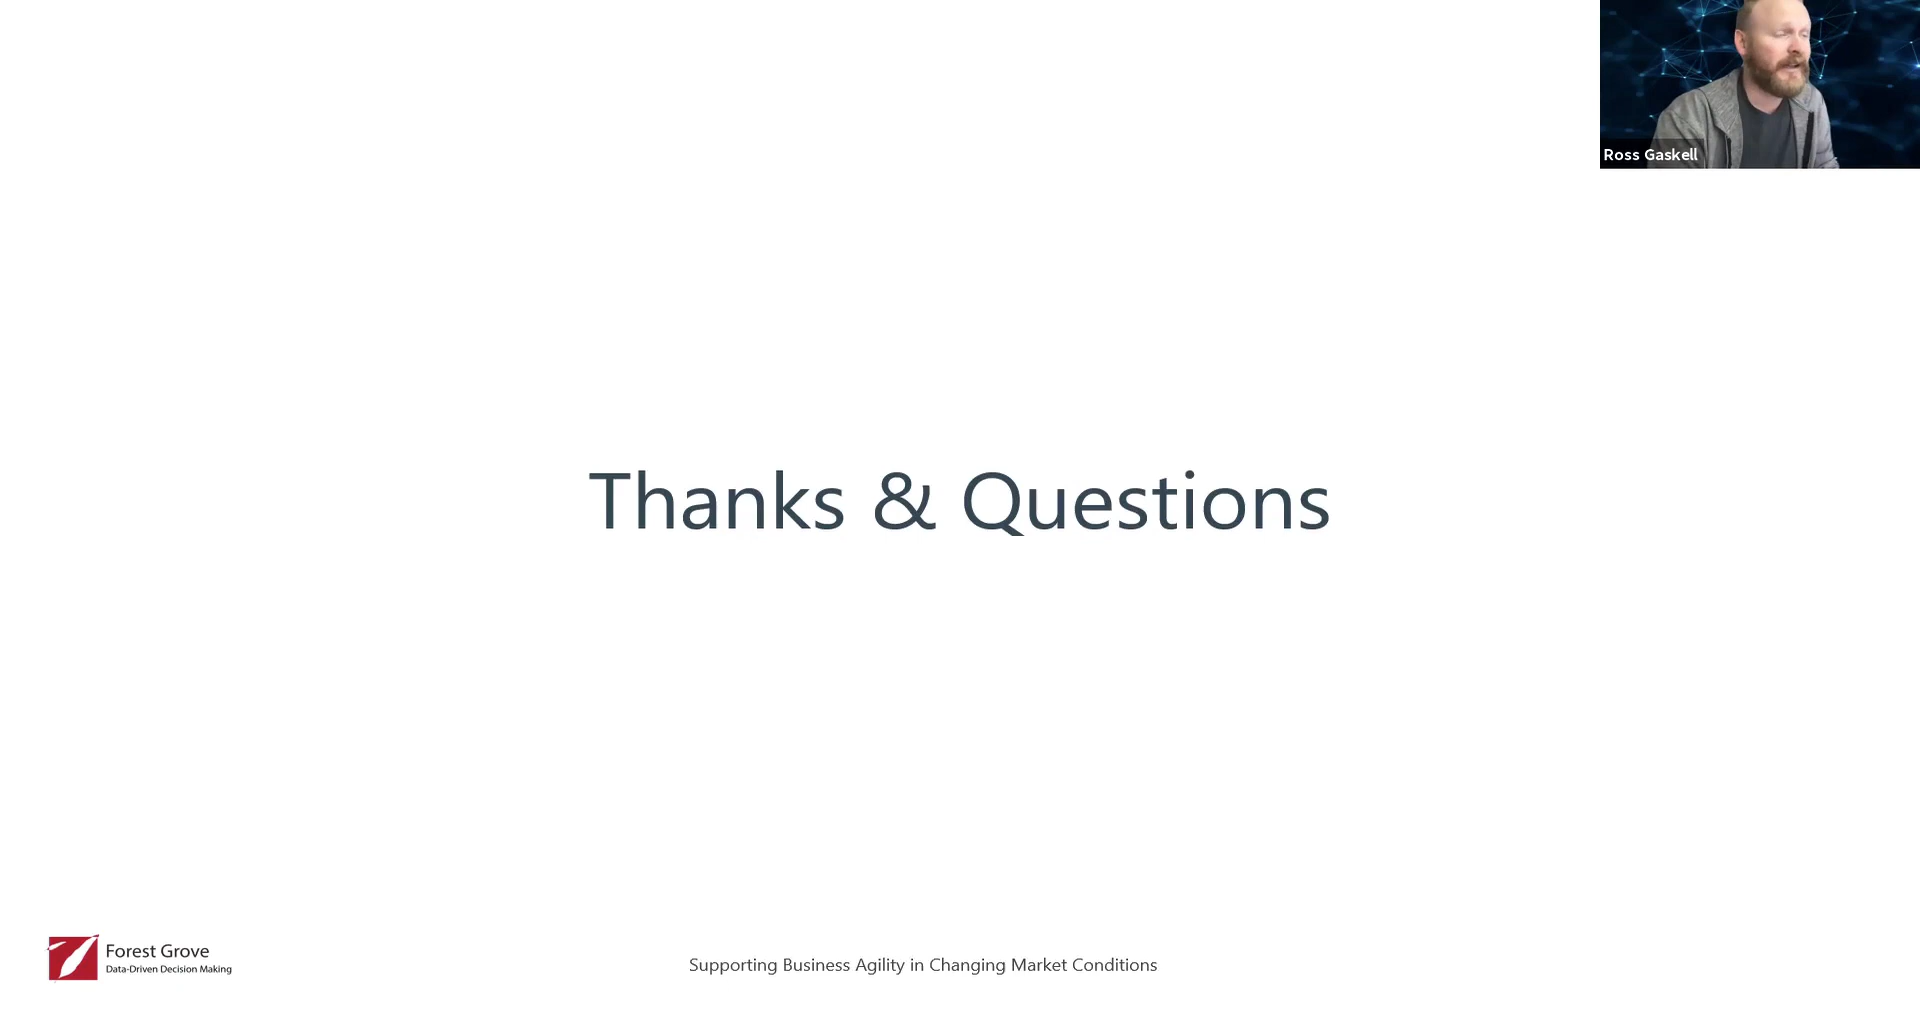 Ross Gaskell
Thanks & Questions
Forest Grove
Data-Driven Decision Making
Supporting Business Agility in Changing Market Conditions